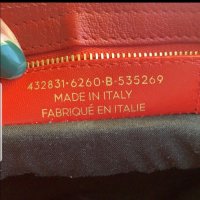 432831•6260•B•535269
MADE IN ITALY
FABRIQUÉ EN ITALIE